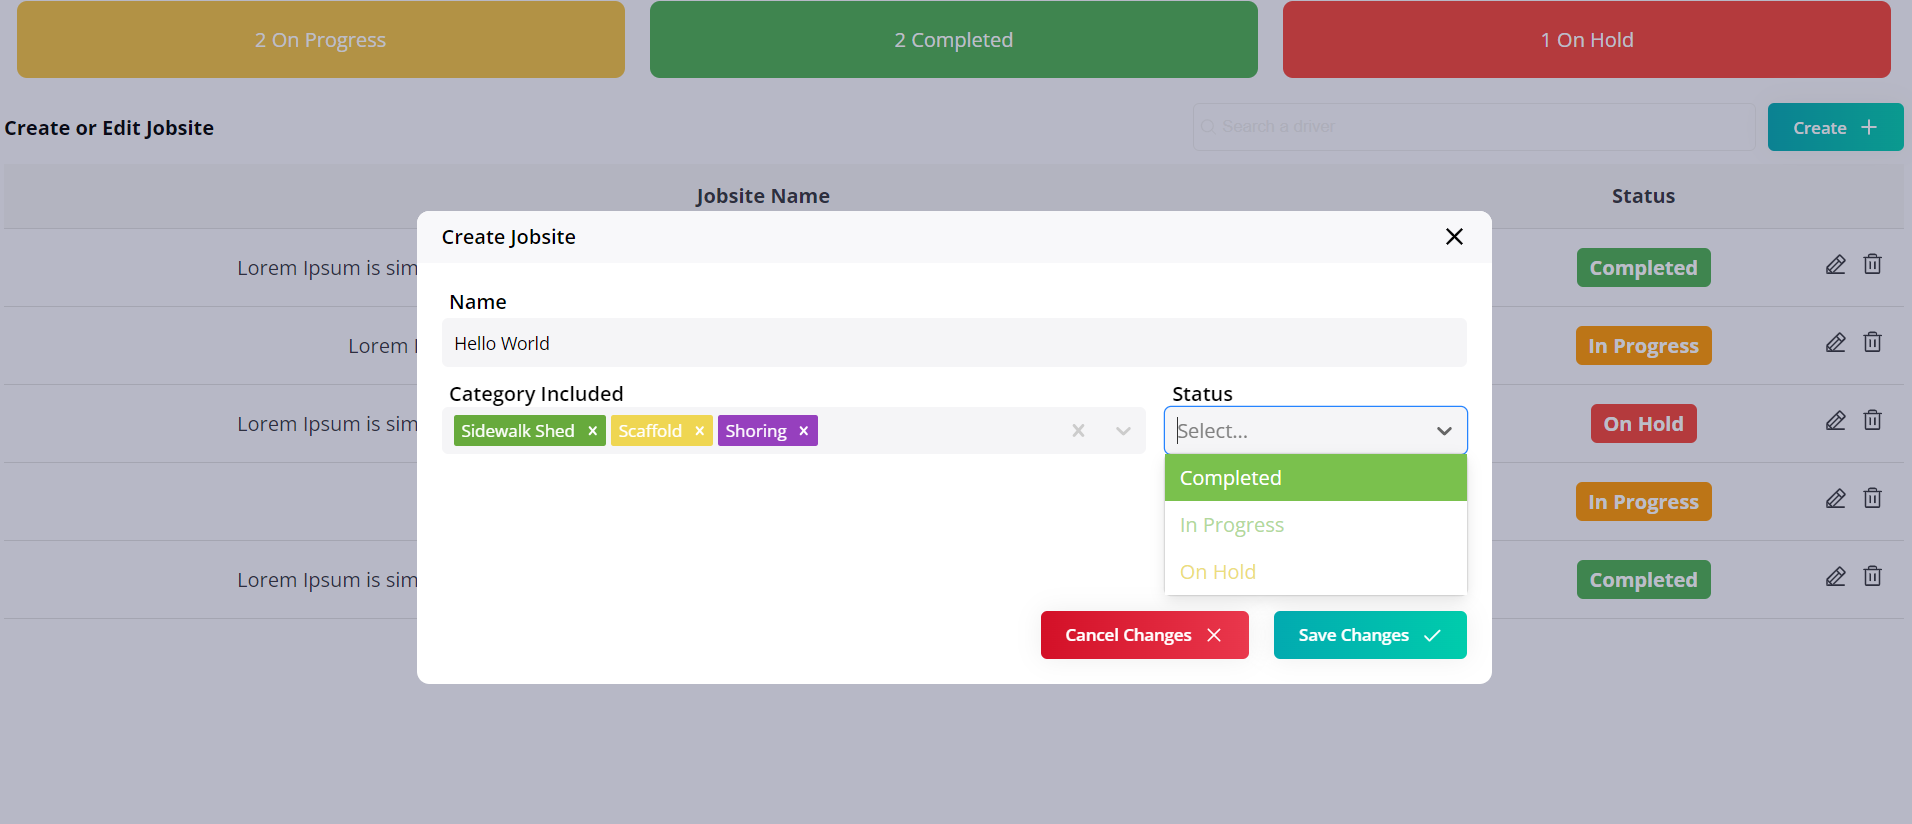 2 On Progress
2 Completed
1 On Hold
Create or Edit Jobsite
Search a driver
Create
Jobsite Name
Status
Create Jobsite
Lorem Ipsum is sim
Completed
Name
Hello World
Lorem
In Progress
Category Included
Status
Lorem Ipsum is sim
Sidewalk Shed
Scaffold
Shoring
Select...
On Hold
Completed
In Progress
On Hold
In Progress
Lorem Ipsum is sim
Completed
Cancel Changes
Save Changes